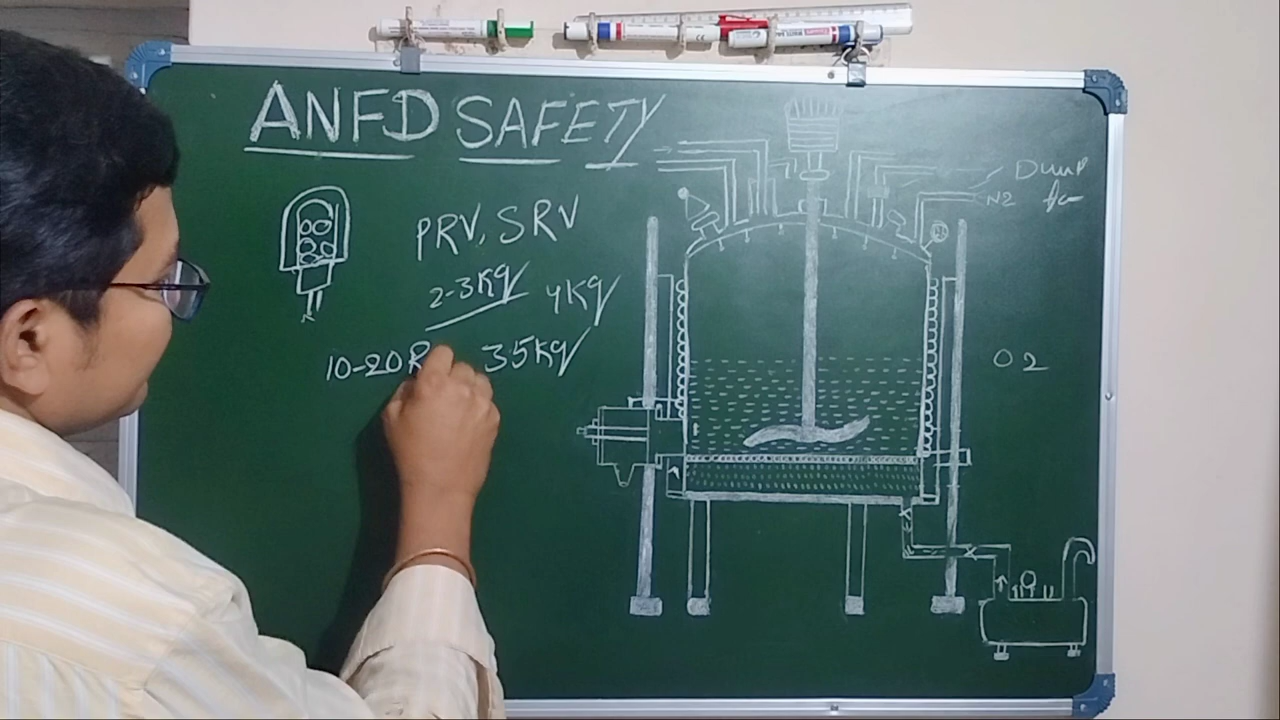 ANFD SAFETY
PRV, SRV
2-3Kg 4Kg
10-20R 35Kg
Dump
N2
O2